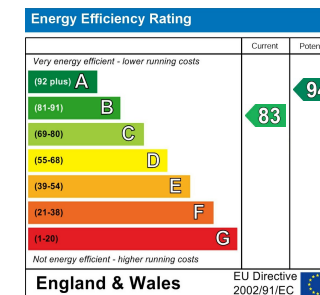 Energy Efficiency Rating
Current
Very energy efficient - lower running costs
(92 plus) A
(81-91) B
(69-80) C
(55-68) D
(39-54) E
(21-38) F
(1-20) G
83
Not energy efficient - higher running costs
England & Wales
EU Directive
2002/91/EC